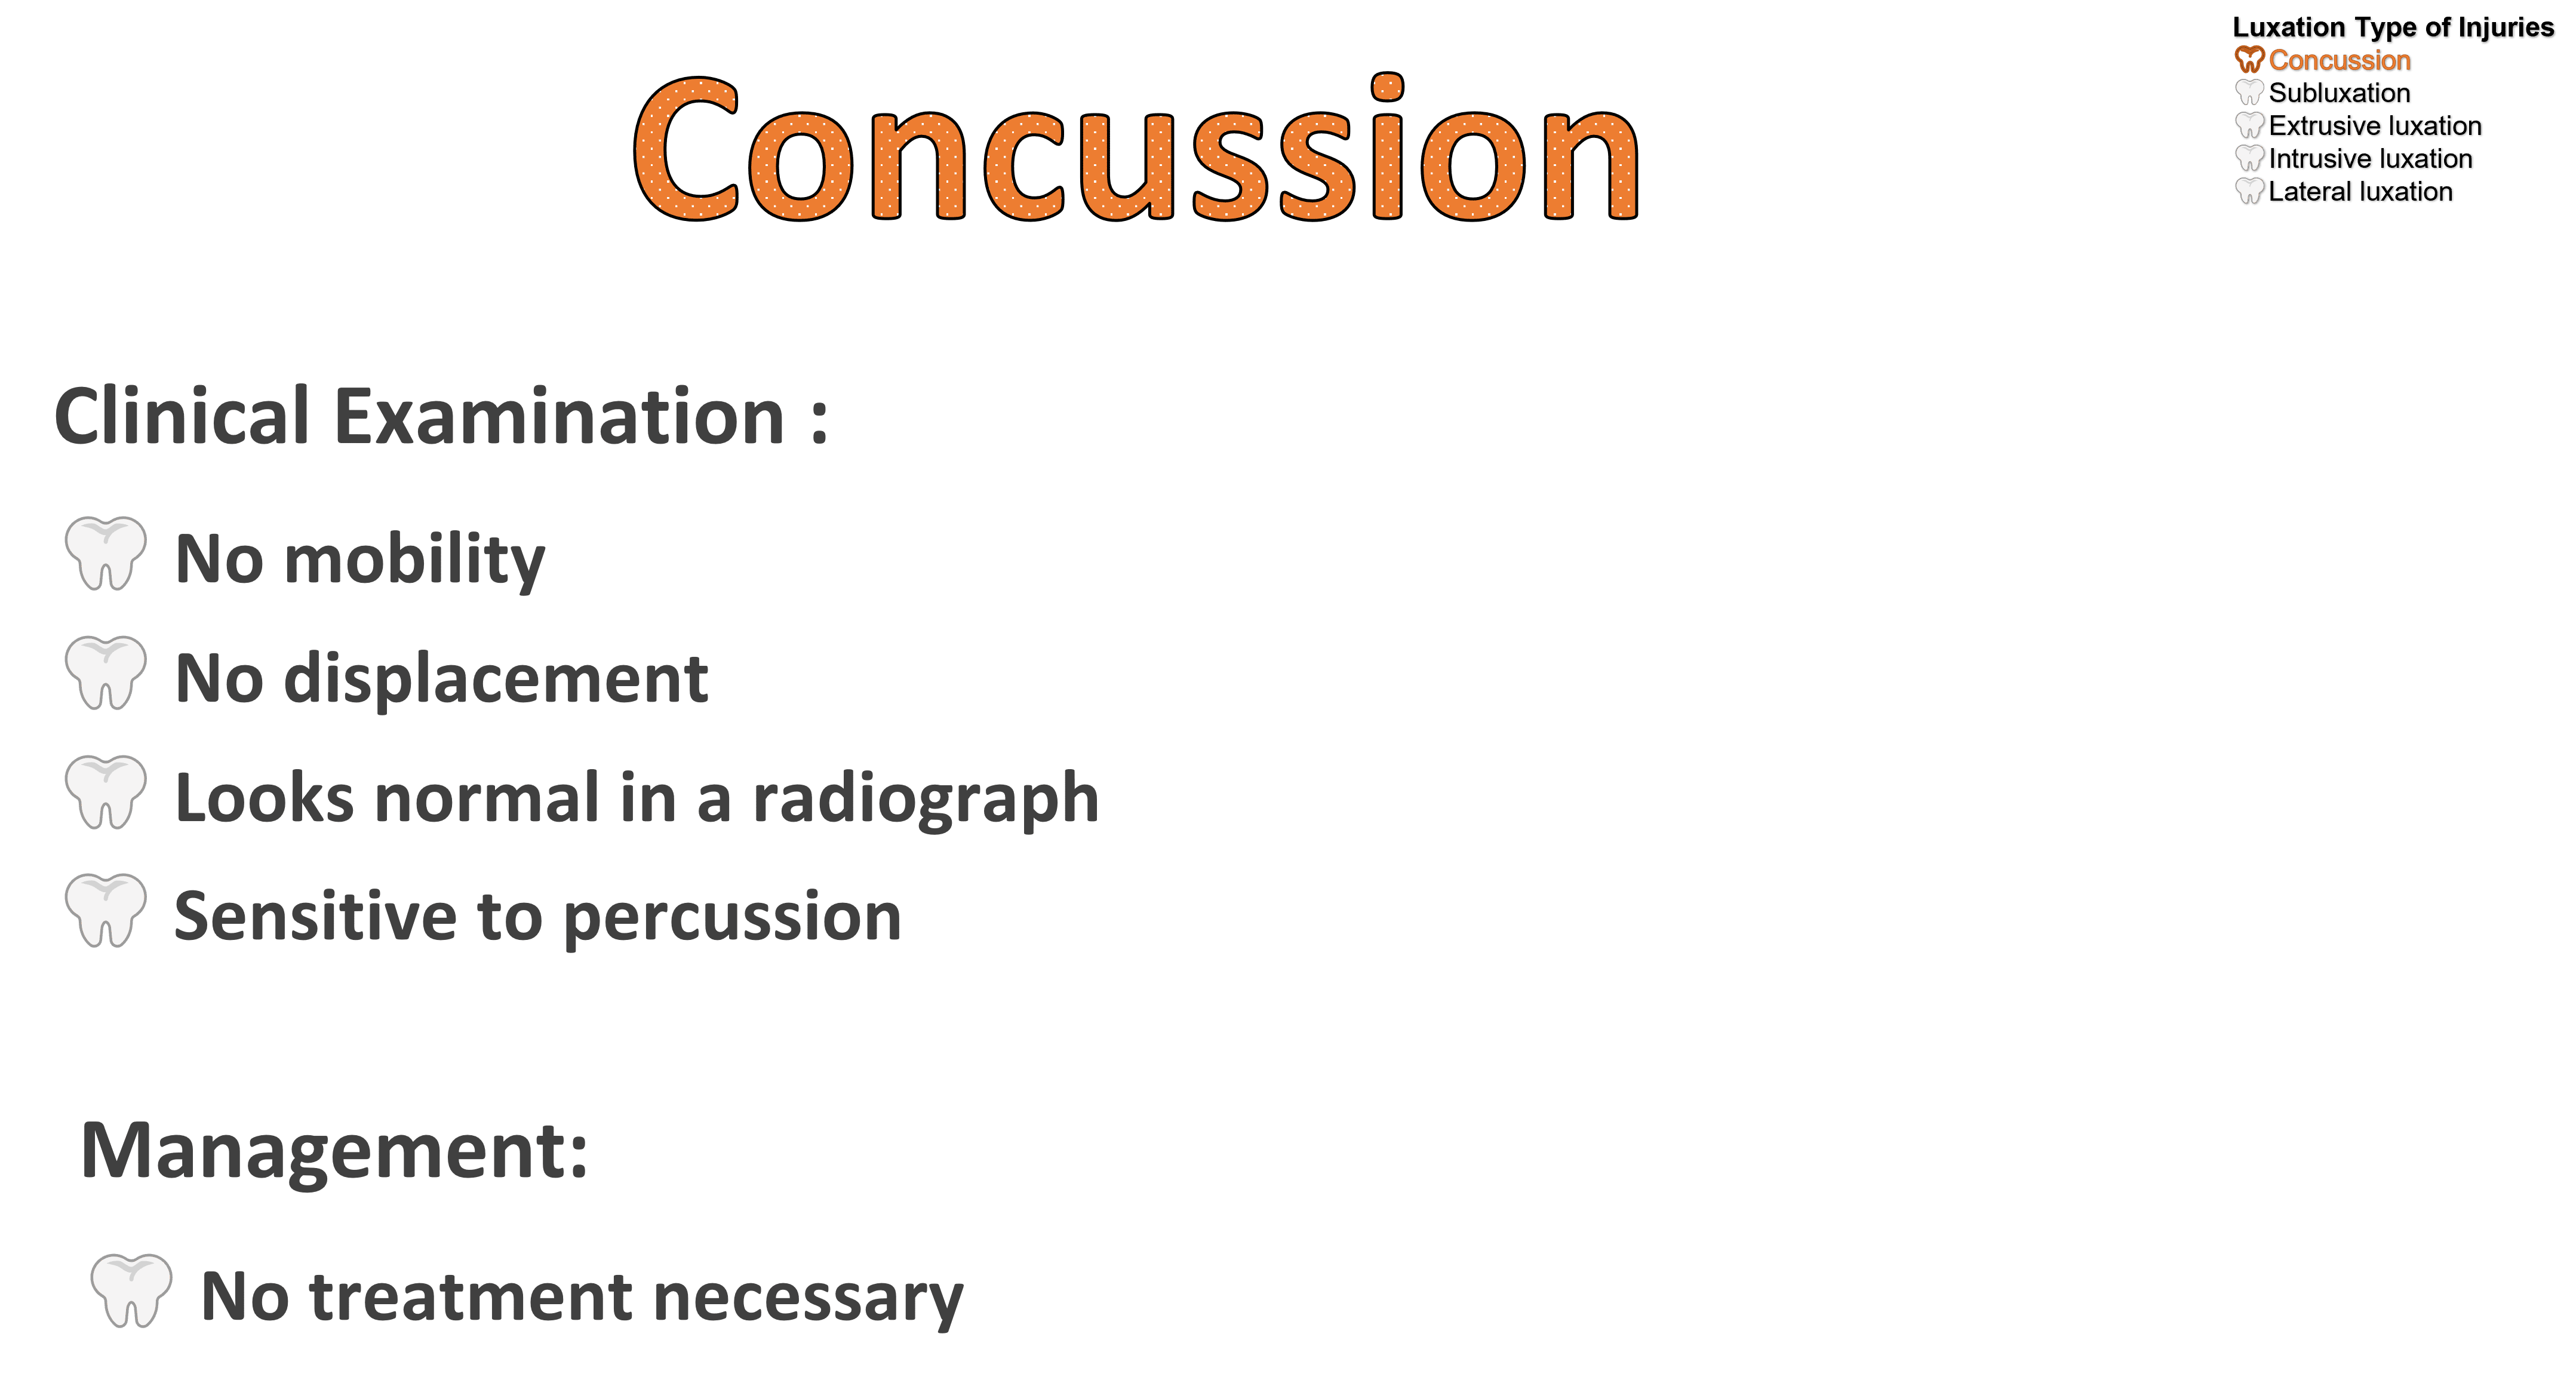 Luxation Type of Injuries
Concussion
Subluxation
Extrusive luxation
Intrusive luxation
Lateral luxation
Concussion
Clinical Examination :
No mobility
No displacement
Looks normal in a radiograph
Sensitive to percussion
Management:
No treatment necessary